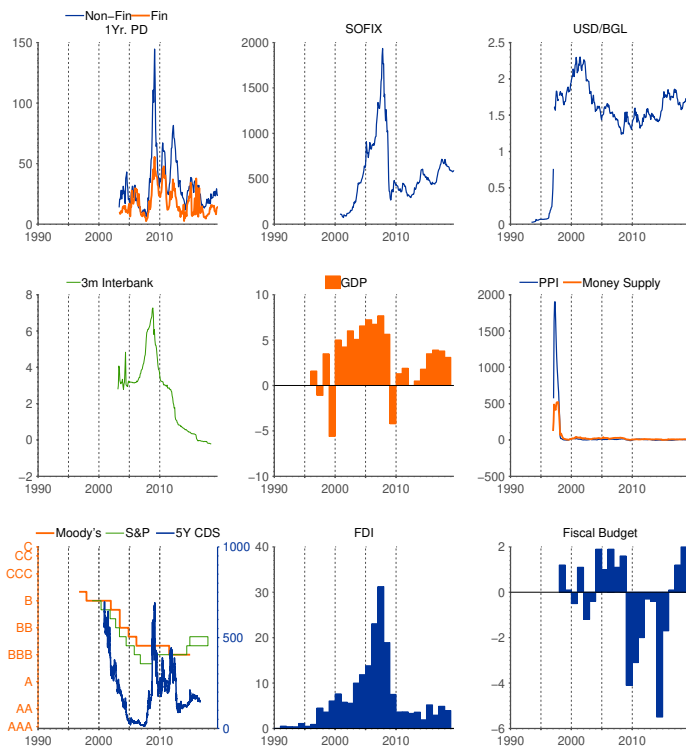 Non−Fin Fin
1Yr. PD
150
100
50
0
1990 2000 2010
SOFIX
2000
1500
1000
500
0
1990 2000 2010
USD/BGL
2.5
2
1.5
1
0.5
0
1990 2000 2010
3m Interbank
8
6
4
2
0
−2
1990 2000 2010
GDP
10
5
0
−5
−10
1990 2000 2010
PPI Money Supply
2000
1500
1000
500
0
−500
1990 2000 2010
Moody's S&P 5Y CDS
C
CC
CCC
B
BB
BBB
A
AA
AAA
1000
500
0
1990 2000 2010
FDI
40
30
20
10
0
1990 2000 2010
Fiscal Budget
2
0
−2
−4
−6
1990 2000 2010